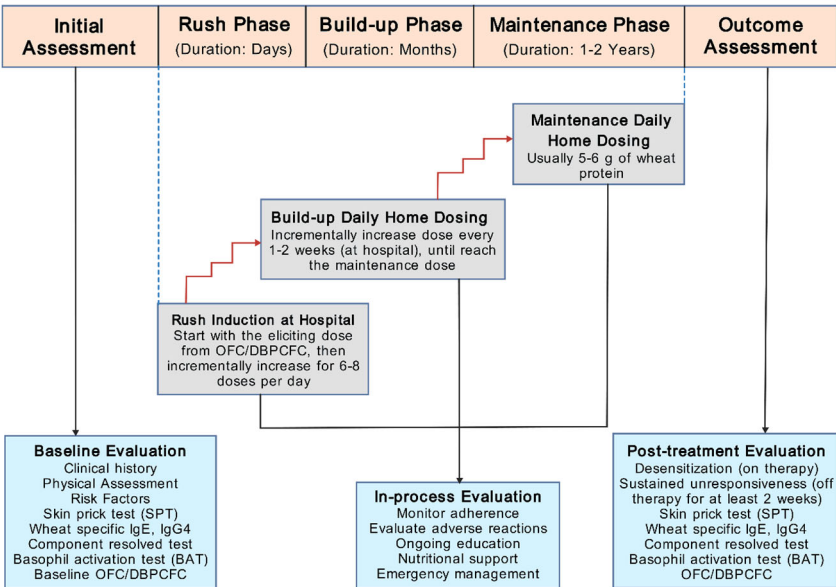 Initial
Assessment
Rush Phase
(Duration: Days)
Build-up Phase
(Duration: Months)
Maintenance Phase
(Duration: 1-2 Years)
Outcome
Assessment
Maintenance Daily
Home Dosing
Usually 5-6 g of wheat
protein
Build-up Daily Home Dosing
Incrementally increase dose every
1-2 weeks (at hospital), until reach
the maintenance dose
Rush Induction at Hospital
Start with the eliciting dose
from OFC/DBPCFC, then
incrementally increase for 6-8
doses per day
Baseline Evaluation
Clinical history
Physical Assessment
Risk Factors
Skin prick test (SPT)
Wheat specific IgE, IgG4
Component resolved test
Basophil activation test (BAT)
Baseline OFC/DBPCFC
In-process Evaluation
Monitor adherence
Evaluate adverse reactions
Ongoing education
Nutritional support
Emergency management
Post-treatment Evaluation
Desensitization (on therapy)
Sustained unresponsiveness (off
therapy for at least 2 weeks)
Skin prick test (SPT)
Wheat specific IgE, IgG4
Component resolved test
Basophil activation test (BAT)
OFC/DBPCFC